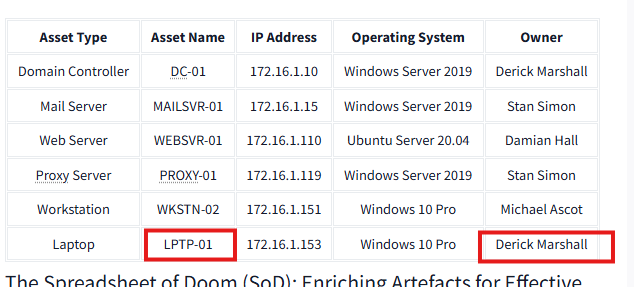 Asset Type Asset Name IP Address Operating System Owner
Domain Controller DC-01 172.16.1.10 Windows Server 2019 Derick Marshall
Mail Server MAILSVR-01 172.16.1.15 Windows Server 2019 Stan Simon
Web Server WEBSVR-01 172.16.1.110 Ubuntu Server 20.04 Damian Hall
Proxy Server PROXY-01 172.16.1.119 Windows Server 2019 Stan Simon
Workstation WKSTN-02 172.16.1.151 Windows 10 Pro Michael Ascot
Laptop LPTP-01 172.16.1.153 Windows 10 Pro Derick Marshall
The Spreadsheet of Doom (SoD): Enriching Artefacts for Effective